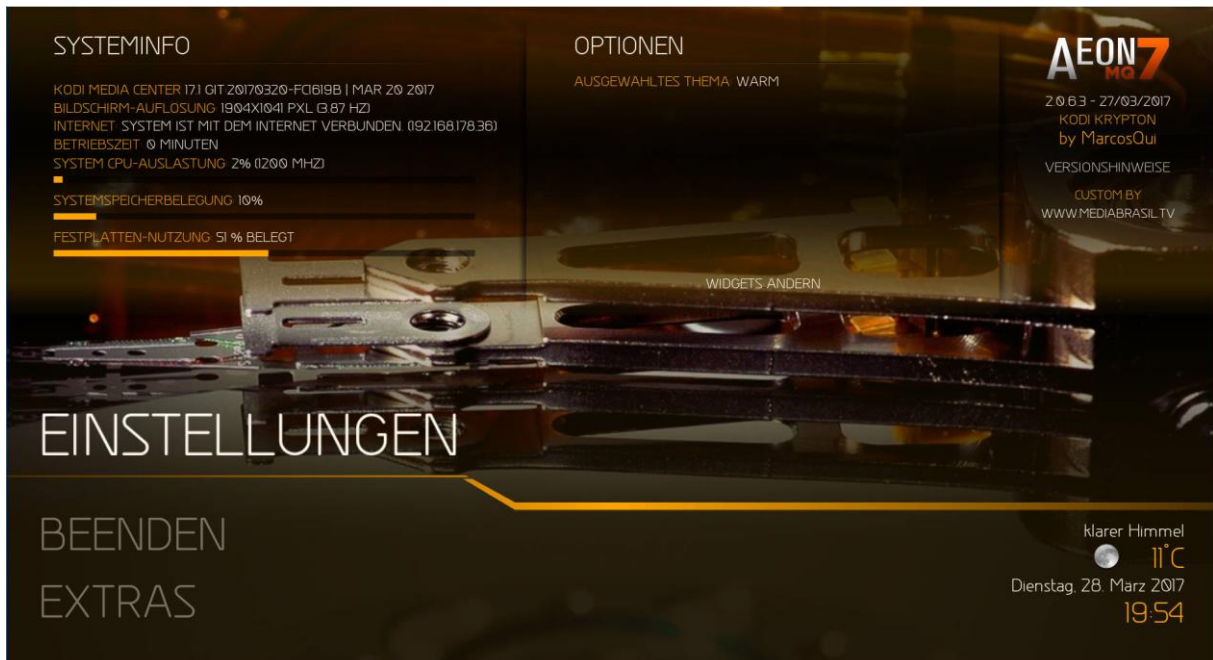 SYSTEMINFO
KODI MEDIA CENTER 17.1 GIT:20170320-FC1619B | MAR 20 2017
BILDSCHIRM-AUFLOSUNG: 1904X1041 PXL (3.87 HZ)
INTERNET: SYSTEM IST MIT DEM INTERNET VERBUNDEN. (192.168.178.36)
BETRIEBSZEIT: 0 MINUTEN
SYSTEM CPU-AUSLASTUNG: 2% (1200 MHZ)
SYSTEMSPEICHERBELEGUNG: 10%
FESTPLATTEN-NUTZUNG: 51 % BELEGT
OPTIONEN
AUSGEWAHLTES THEMA: WARM
WIDGETS ANDERN
AEON MQ 7
2.0.6.3 - 27/03/2017
KODI KRYPTON
by MarcosQui
VERSIONSHINWEISE
CUSTOM BY
WWW.MEDIABRASIL.TV
EINSTELLUNGEN
BEENDEN
EXTRAS
klarer Himmel
11°C
Dienstag, 28. Marz 2017
19:54